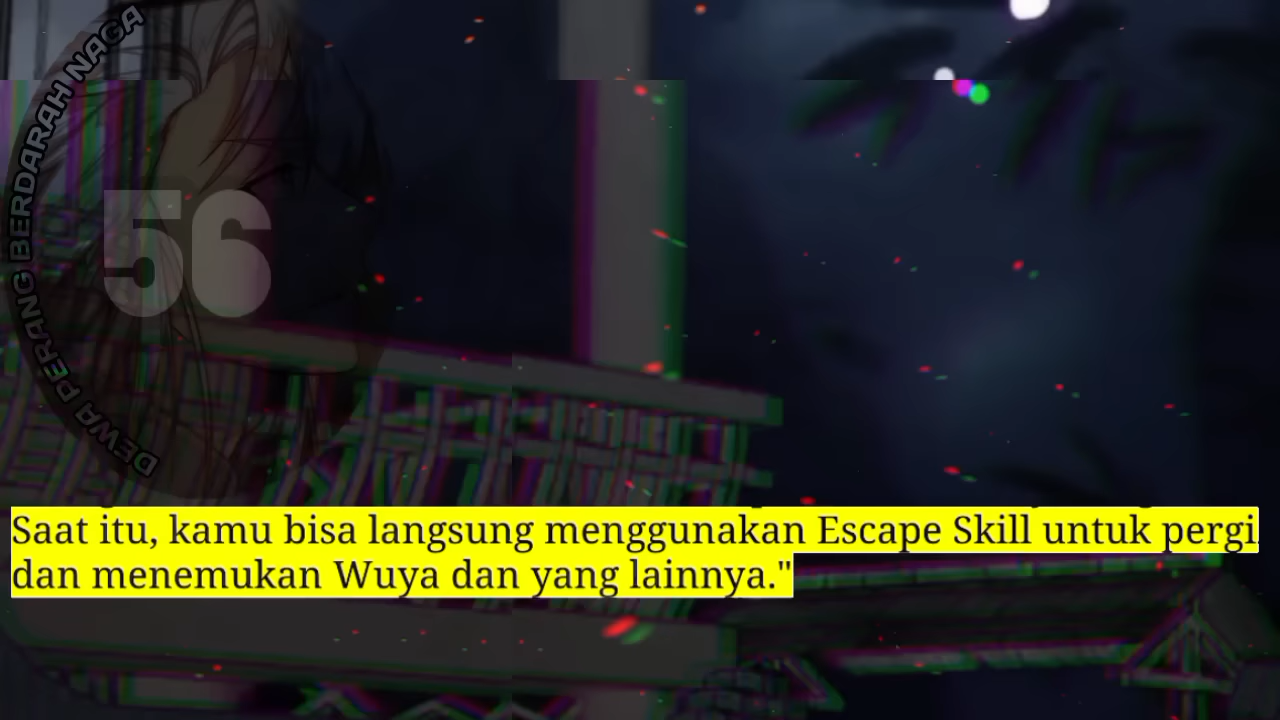 DEWA PERANG BERDARAH NAGA
56
Saat itu, kamu bisa langsung menggunakan Escape Skill untuk pergi
dan menemukan Wuya dan yang lainnya."